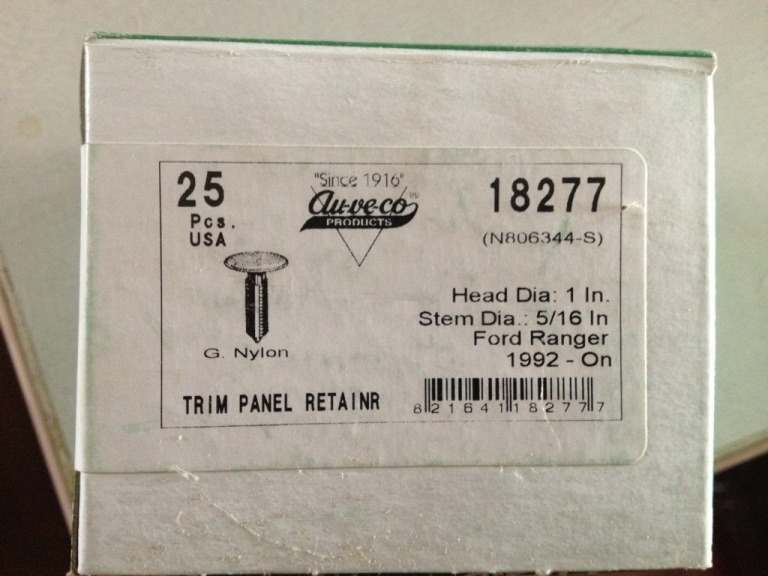 25
Pcs.
USA
"Since 1916"
Au-ve-co
PRODUCTS
18277
(N806344-S)
Head Dia: 1 In.
Stem Dia.: 5/16 In
Ford Ranger
1992 - On
G. Nylon
TRIM PANEL RETAINR
8 21641 18277 7